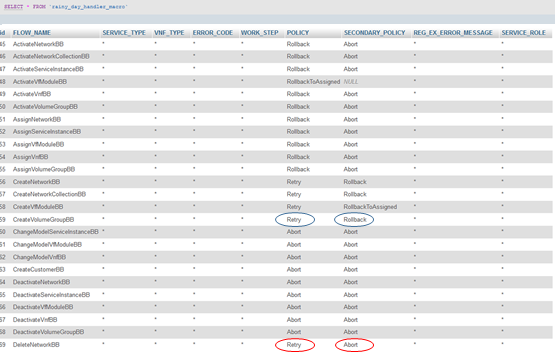 SELECT * FROM `rainy_day_handler_macro`
id FLOW_NAME SERVICE_TYPE VNF_TYPE ERROR_CODE WORK_STEP POLICY SECONDARY_POLICY REG_EX_ERROR_MESSAGE SERVICE_ROLE
45 ActivateNetworkBB * * * * Rollback Abort * *
46 ActivateNetworkCollectionBB * * * * Rollback Abort * *
47 ActivateServiceInstanceBB * * * * Rollback Abort * *
48 ActivateVfModuleBB * * * * RollbackToAssigned NULL * *
49 ActivateVnfBB * * * * Rollback Abort * *
50 ActivateVolumeGroupBB * * * * Rollback Abort * *
51 AssignNetworkBB * * * * Rollback Abort * *
52 AssignServiceInstanceBB * * * * Rollback Abort * *
53 AssignVfModuleBB * * * * Rollback Abort * *
54 AssignVnfBB * * * * Rollback Abort * *
55 AssignVolumeGroupBB * * * * Rollback Abort * *
56 CreateNetworkBB * * * * Retry Rollback * *
57 CreateNetworkCollectionBB * * * * Retry Rollback * *
58 CreateVfModuleBB * * * * Retry RollbackToAssigned * *
59 CreateVolumeGroupBB * * * * Retry Rollback * *
60 ChangeModelServiceInstanceBB * * * * Abort Abort * *
61 ChangeModelVfModuleBB * * * * Abort Abort * *
62 ChangeModelVnfBB * * * * Abort Abort * *
63 CreateCustomerBB * * * * Abort Abort * *
64 DeactivateNetworkBB * * * * Abort Abort * *
65 DeactivateServiceInstanceBB * * * * Abort Abort * *
66 DeactivateVfModuleBB * * * * Abort Abort * *
67 DeactivateVnfBB * * * * Abort Abort * *
68 DeactivateVolumeGroupBB * * * * Abort Abort * *
69 DeleteNetworkBB * * * * Retry Abort * *